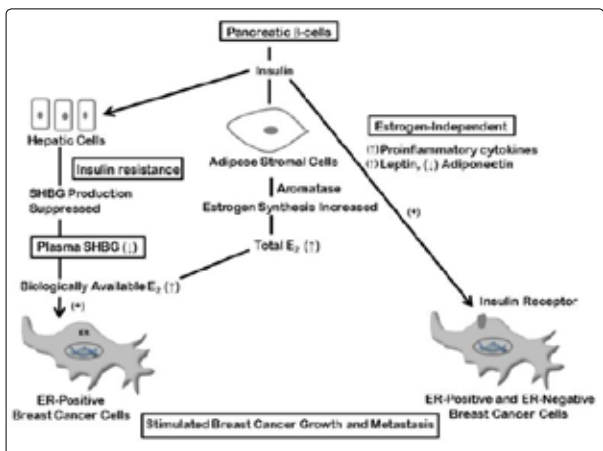 Pancreatic β-cells
Insulin
Hepatic Cells
Adipose Stromal Cells
Estrogen-Independent
(↑) Proinflammatory cytokines
(↑) Leptin, (↓) Adiponectin
Insulin resistance
SHBG Production
Suppressed
Aromatase
Estrogen Synthesis Increased
(+)
Plasma SHBG (↓)
Total E₂ (↑)
Biologically Available E₂ (↑)
(+)
Insulin Receptor
ER
ER-Positive
Breast Cancer Cells
ER-Positive and ER-Negative
Breast Cancer Cells
Stimulated Breast Cancer Growth and Metastasis